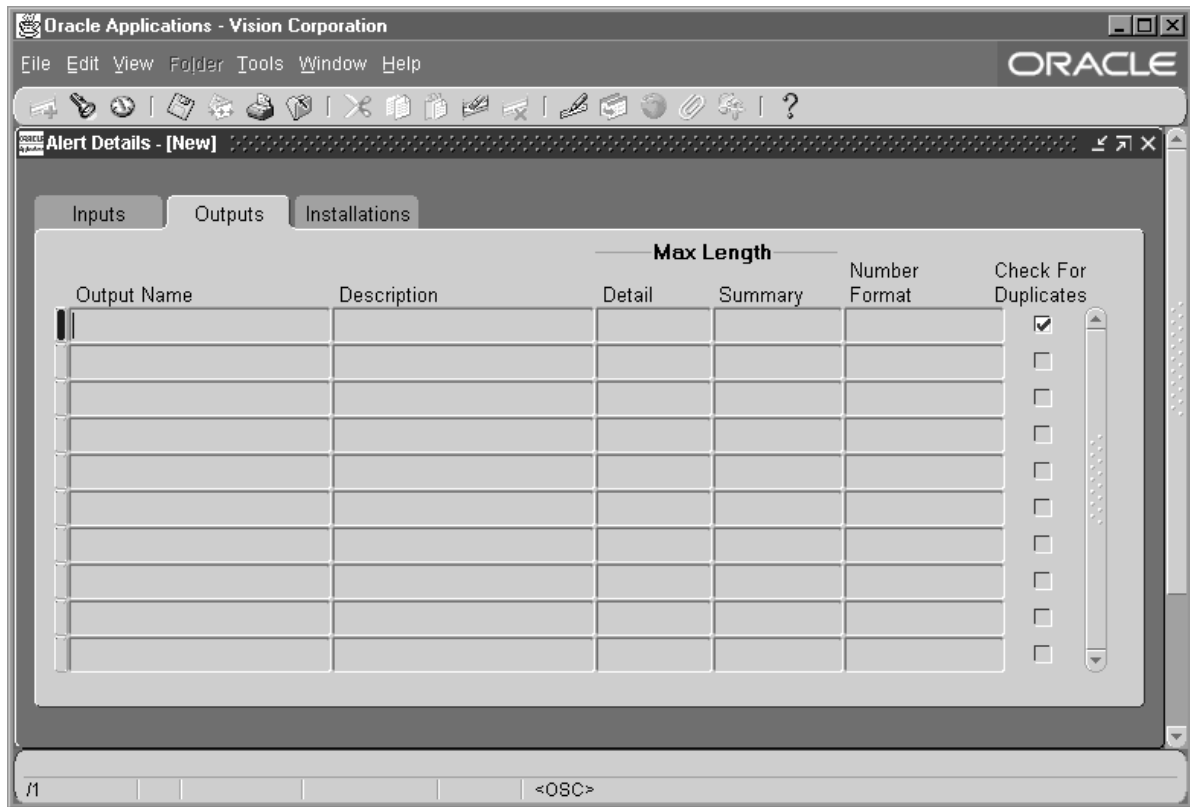 Oracle Applications - Vision Corporation
File Edit View Folder Tools Window Help
ORACLE
Alert Details - [New]
Inputs Outputs Installations
Max Length
Number Check For
Output Name Description Detail Summary Format Duplicates
/1 <OSC>